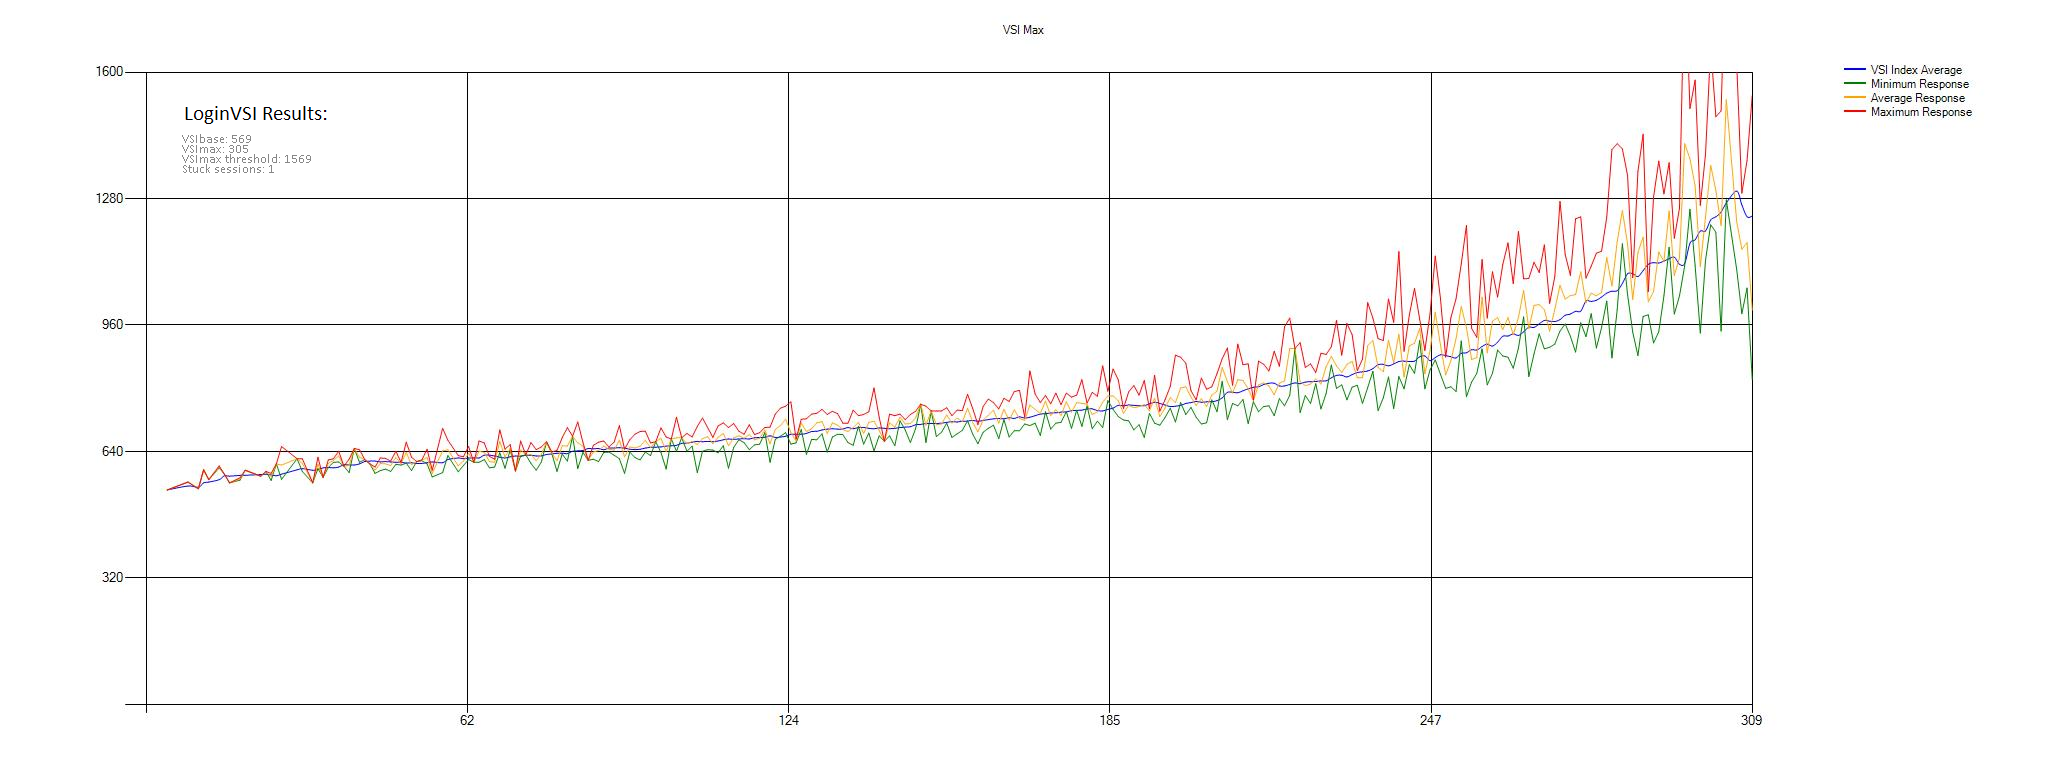 VSI Max
1600
1280
960
640
320
LoginVSI Results:
VSIbase: 569
VSImax: 305
VSImax threshold: 1569
Stuck sessions: 1
62
124
185
247
309
VSI Index Average
Minimum Response
Average Response
Maximum Response